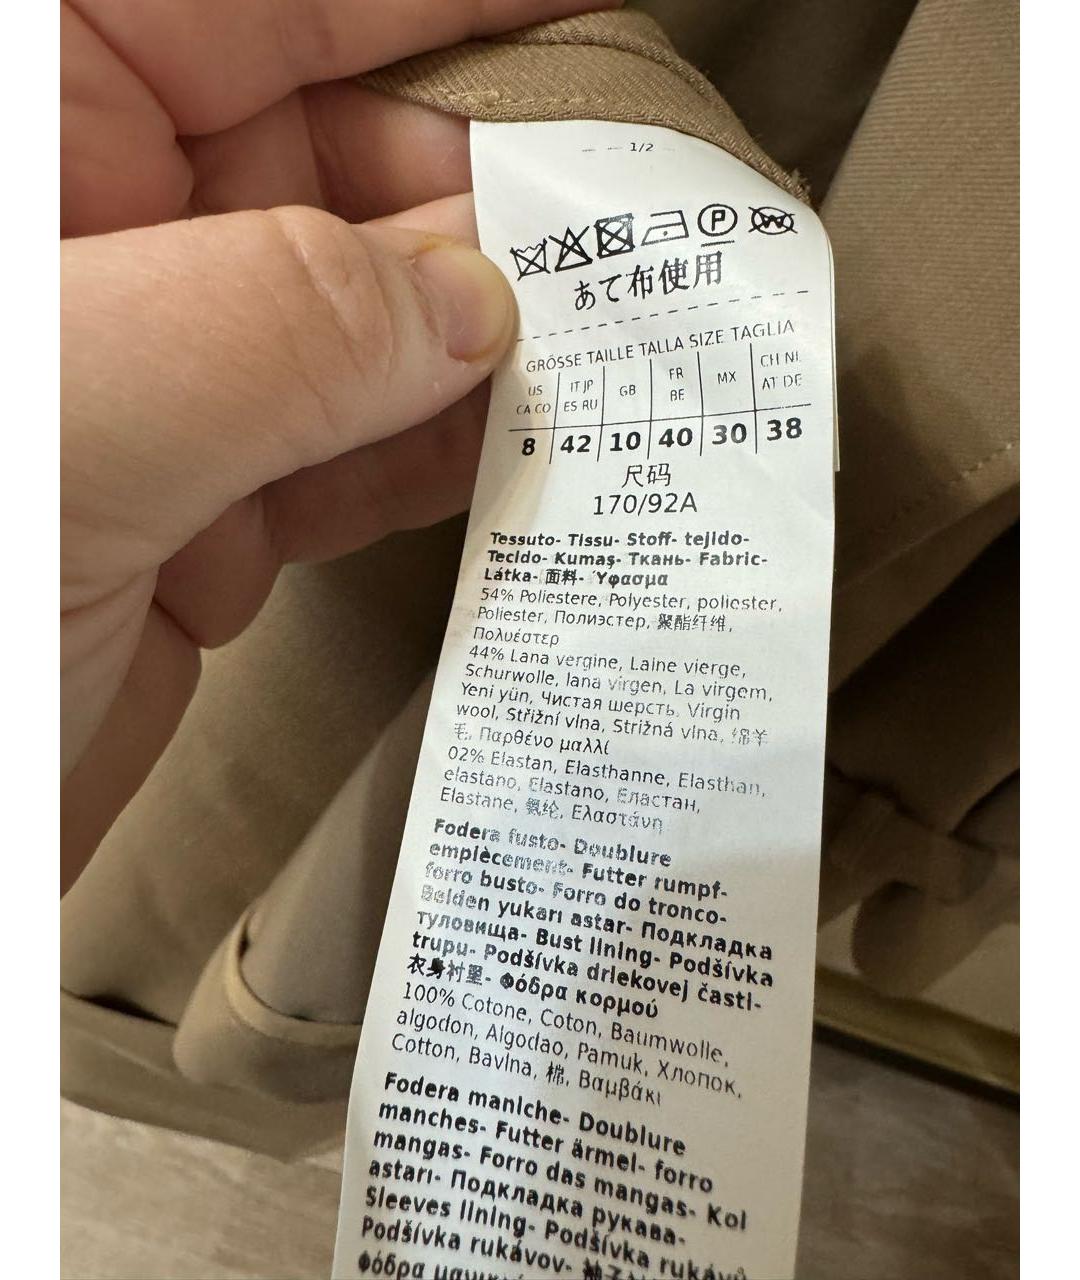 1/2
P W
あて布使用
GRÖSSE TAILLE TALLA SIZE TAGLIA
US CA CO IT JP ES RU GB FR BE MX CH NL AT DE
8 42 10 40 30 38
尺码
170/92A
Tessuto- Tissu- Stoff- tejido-
Tecido- Kumaş- Ткань- Fabric-
Látka- 面料- Ύφασμα
54% Poliestere, Polyester, poliester,
Poliester, Полиэстер, 聚酯纤维,
Πολυέστερ
44% Lana vergine, Laine vierge,
Schurwolle, lana virgen, La virgem,
Yeni yün, Чистая шерсть, Virgin
wool, Střižní vlna, Strižná vlna, 绵羊
毛, Παρθένο μαλλί
02% Elastan, Elasthanne, Elasthan,
elastano, Elastano, Еластан,
Elastane, 氨纶, Ελαστάνη
Fodera fusto- Doublure
emplècement- Futter rumpf-
forro busto- Forro do tronco-
Beiden yukarı astar- Подкладка
туловища- Bust lining- Podšívka
trupu- Podšívka driekovej časti-
衣身衬里- Φόδρα κορμού
100% Cotone, Coton, Baumwolle,
algodon, Algodao, Pamuk, Хлопок,
Cotton, Bavlna, 棉, Βαμβάκι
Fodera maniche- Doublure
manches- Futter ärmel- forro
mangas- Forro das mangas- Kol
astarı- Подкладка рукава-
Sleeves lining- Podšívka rukávů-
Podšívka rukávov-
φόδρα